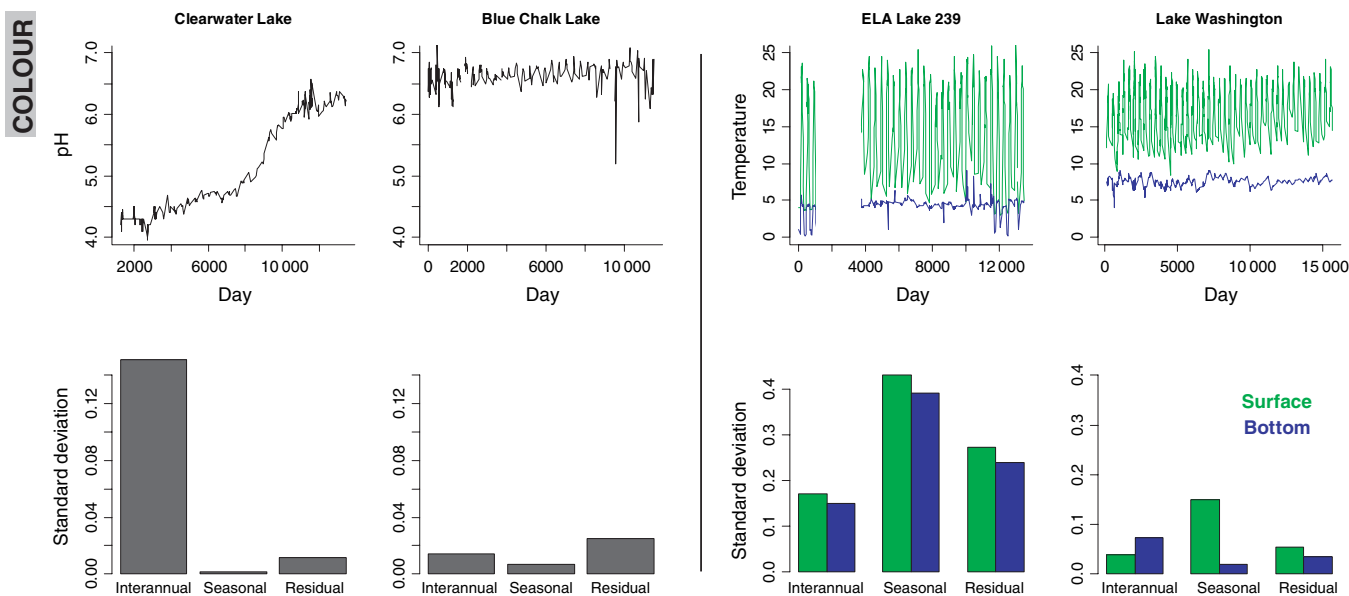 COLOUR
Clearwater Lake
Blue Chalk Lake
ELA Lake 239
Lake Washington
pH
7.0
6.0
5.0
4.0
2000 6000 10 000
Day
7.0
6.0
5.0
4.0
0 2000 6000 10 000
Day
Temperature
25
20
15
10
5
0
0 4000 8000 12 000
Day
25
20
15
10
5
0
0 5000 10 000 15 000
Day
Standard deviation
0.12
0.08
0.04
0.00
Interannual Seasonal Residual
0.12
0.08
0.04
0.00
Interannual Seasonal Residual
Standard deviation
0.4
0.3
0.2
0.1
0.0
Interannual Seasonal Residual
0.4
0.3
0.2
0.1
0.0
Surface
Bottom
Interannual Seasonal Residual